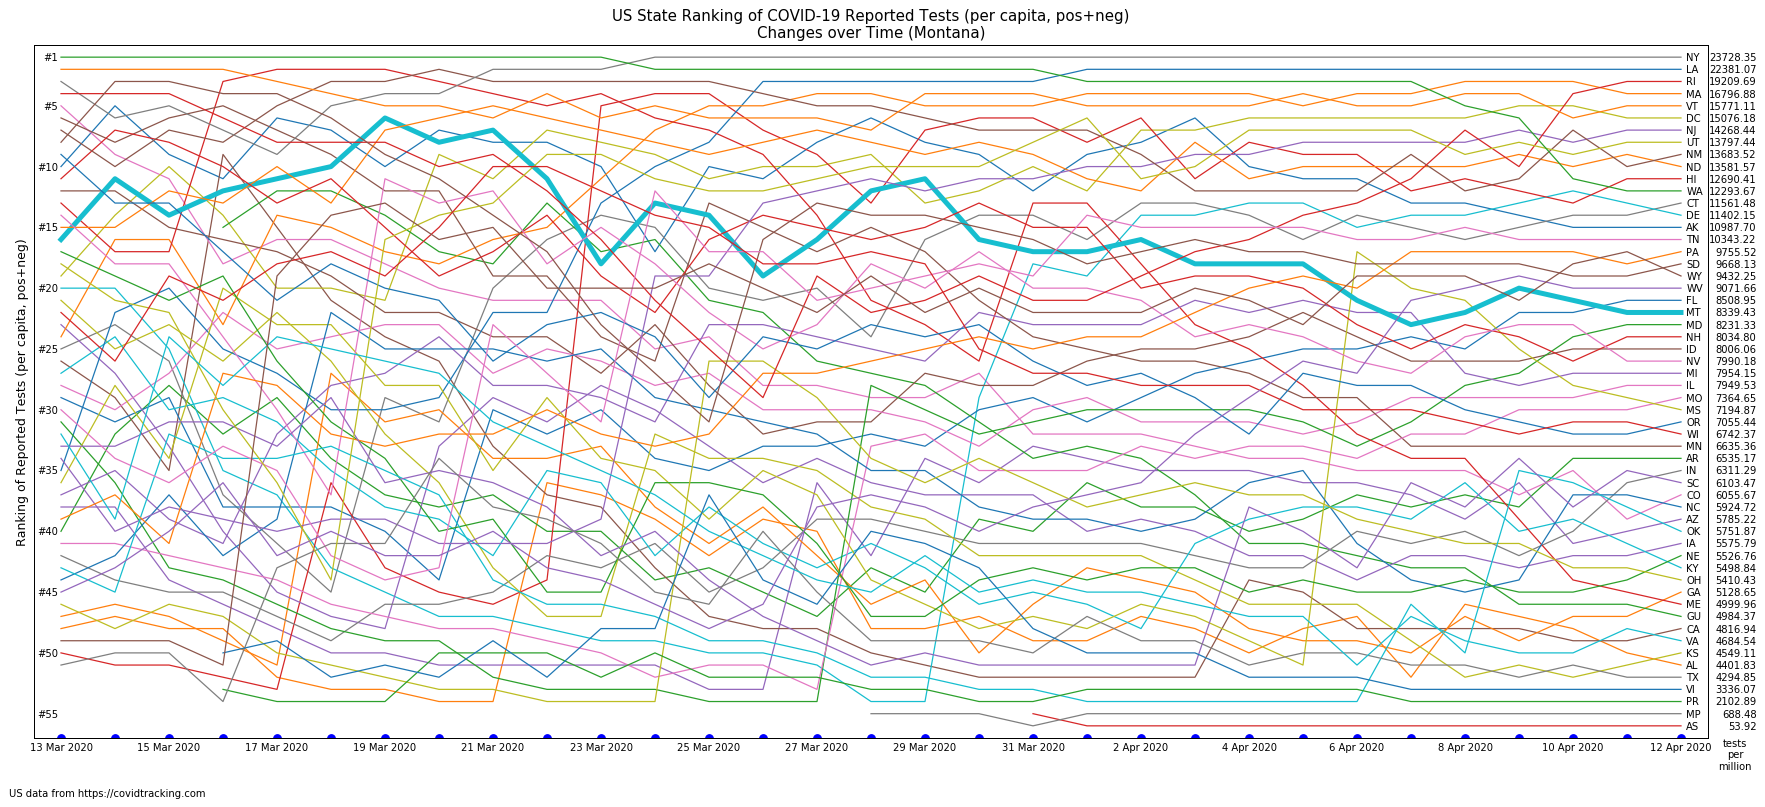 US State Ranking of COVID-19 Reported Tests (per capita, pos+neg)
Changes over Time (Montana)
Ranking of Reported Tests (per capita, pos+neg)
#1
#5
#10
#15
#20
#25
#30
#35
#40
#45
#50
#55
NY 23728.35
LA 22381.07
RI 19209.69
MA 16796.88
VT 15771.11
DC 15076.18
NJ 14268.44
UT 13797.44
NM 13683.52
ND 13581.57
HI 12690.41
WA 12293.67
CT 11561.48
DE 11402.15
AK 10987.70
TN 10343.22
PA 9755.52
SD 9668.13
WY 9432.25
WV 9071.66
FL 8508.95
MT 8339.43
MD 8231.33
NH 8034.80
ID 8006.06
NV 7990.18
MI 7954.15
IL 7949.53
MO 7364.65
MS 7194.87
OR 7055.44
WI 6742.37
MN 6635.36
AR 6535.17
IN 6311.29
SC 6103.47
CO 6055.67
NC 5924.72
AZ 5785.22
OK 5751.87
IA 5575.79
NE 5526.76
KY 5498.84
OH 5410.43
GA 5128.65
ME 4999.96
GU 4984.37
CA 4816.94
VA 4684.54
KS 4549.11
AL 4401.83
TX 4294.85
VI 3336.07
PR 2102.89
MP 688.48
AS 53.92
13 Mar 2020 15 Mar 2020 17 Mar 2020 19 Mar 2020 21 Mar 2020 23 Mar 2020 25 Mar 2020 27 Mar 2020 29 Mar 2020 31 Mar 2020 2 Apr 2020 4 Apr 2020 6 Apr 2020 8 Apr 2020 10 Apr 2020 12 Apr 2020
tests
per
million
US data from https://covidtracking.com